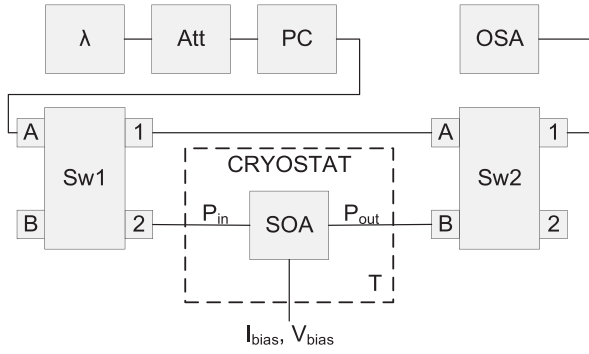 λ Att PC OSA
A 1 A 1
Sw1 CRYOSTAT Sw2
B 2 P_in SOA P_out B 2
T
I_bias, V_bias